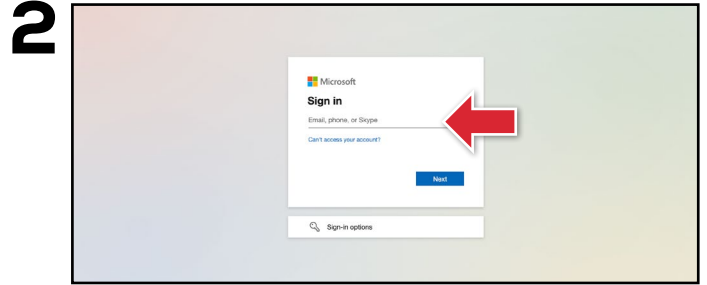 2
Microsoft
Sign in
Email, phone, or Skype
Can't access your account?
Next
Sign-in options